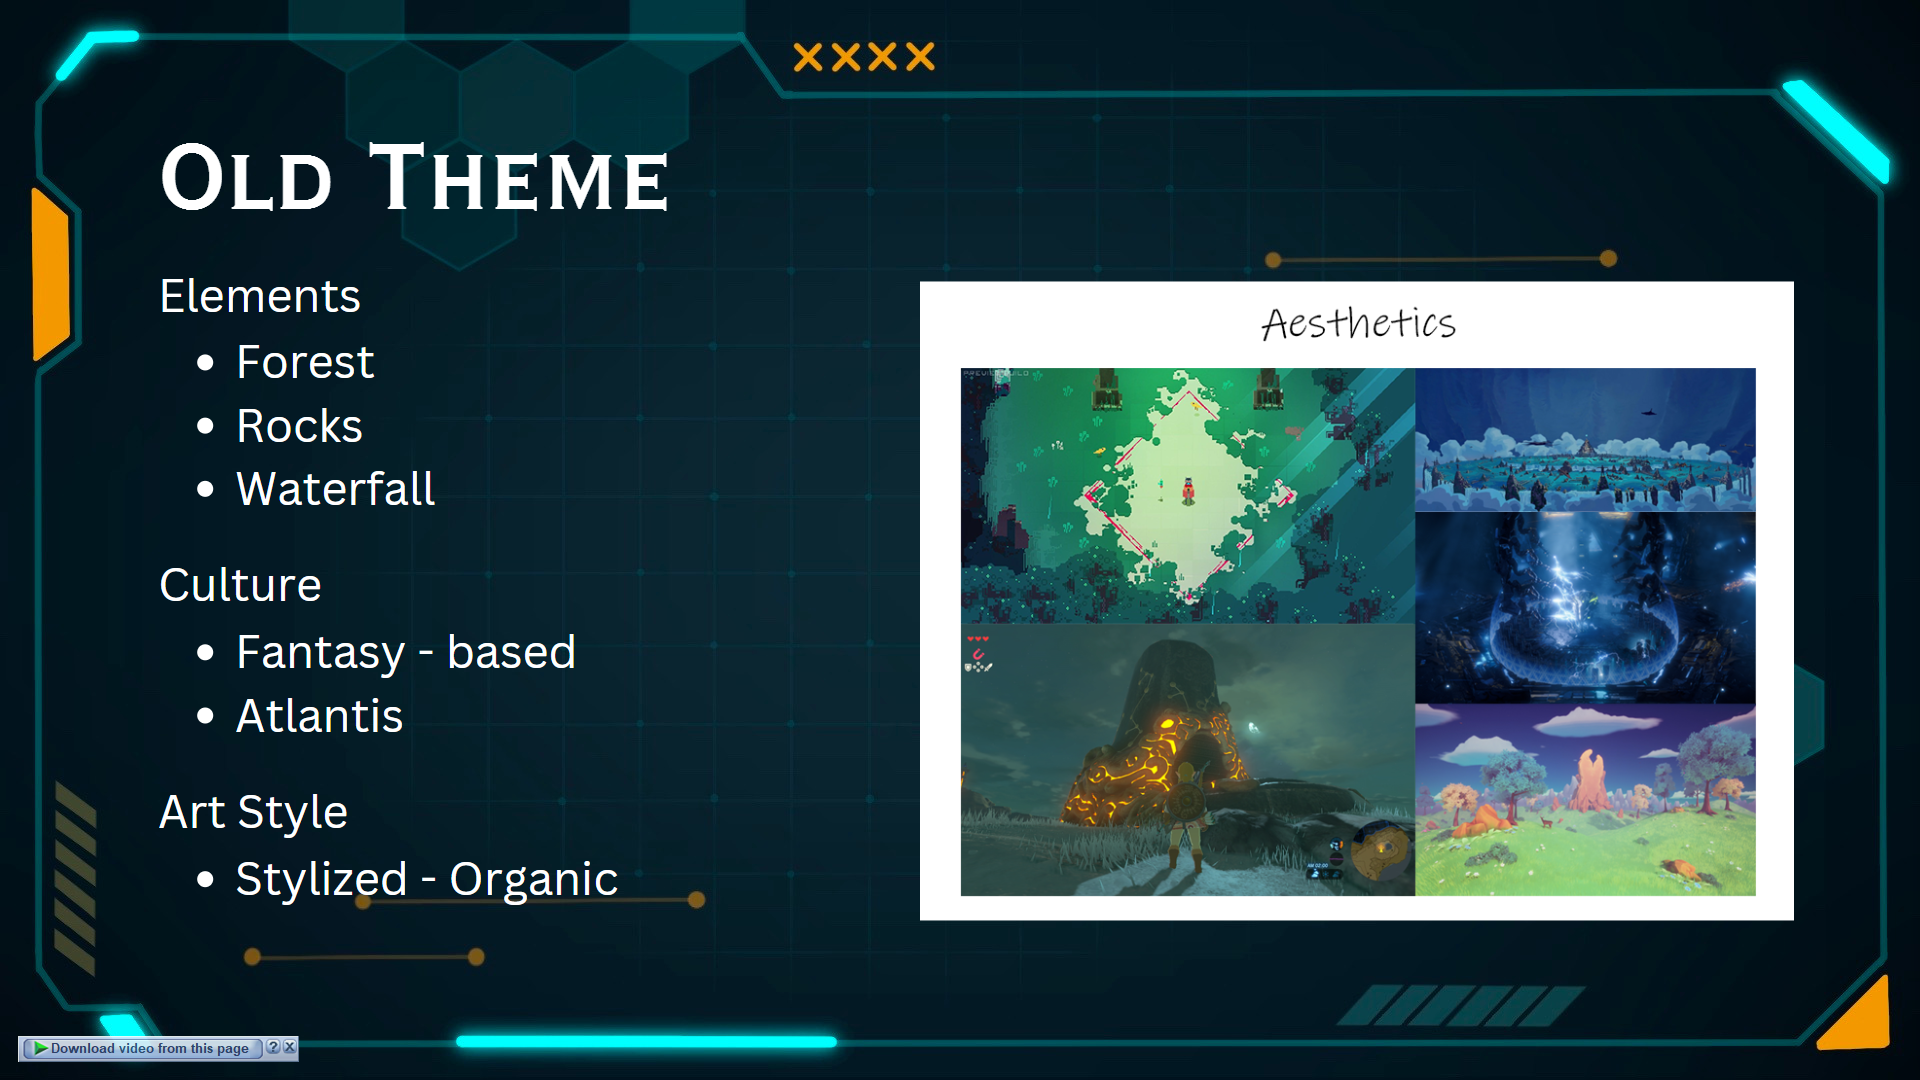 OLD THEME
Elements
• Forest
• Rocks
• Waterfall
Culture
• Fantasy - based
• Atlantis
Art Style
• Stylized - Organic
Aesthetics
Download video from this page